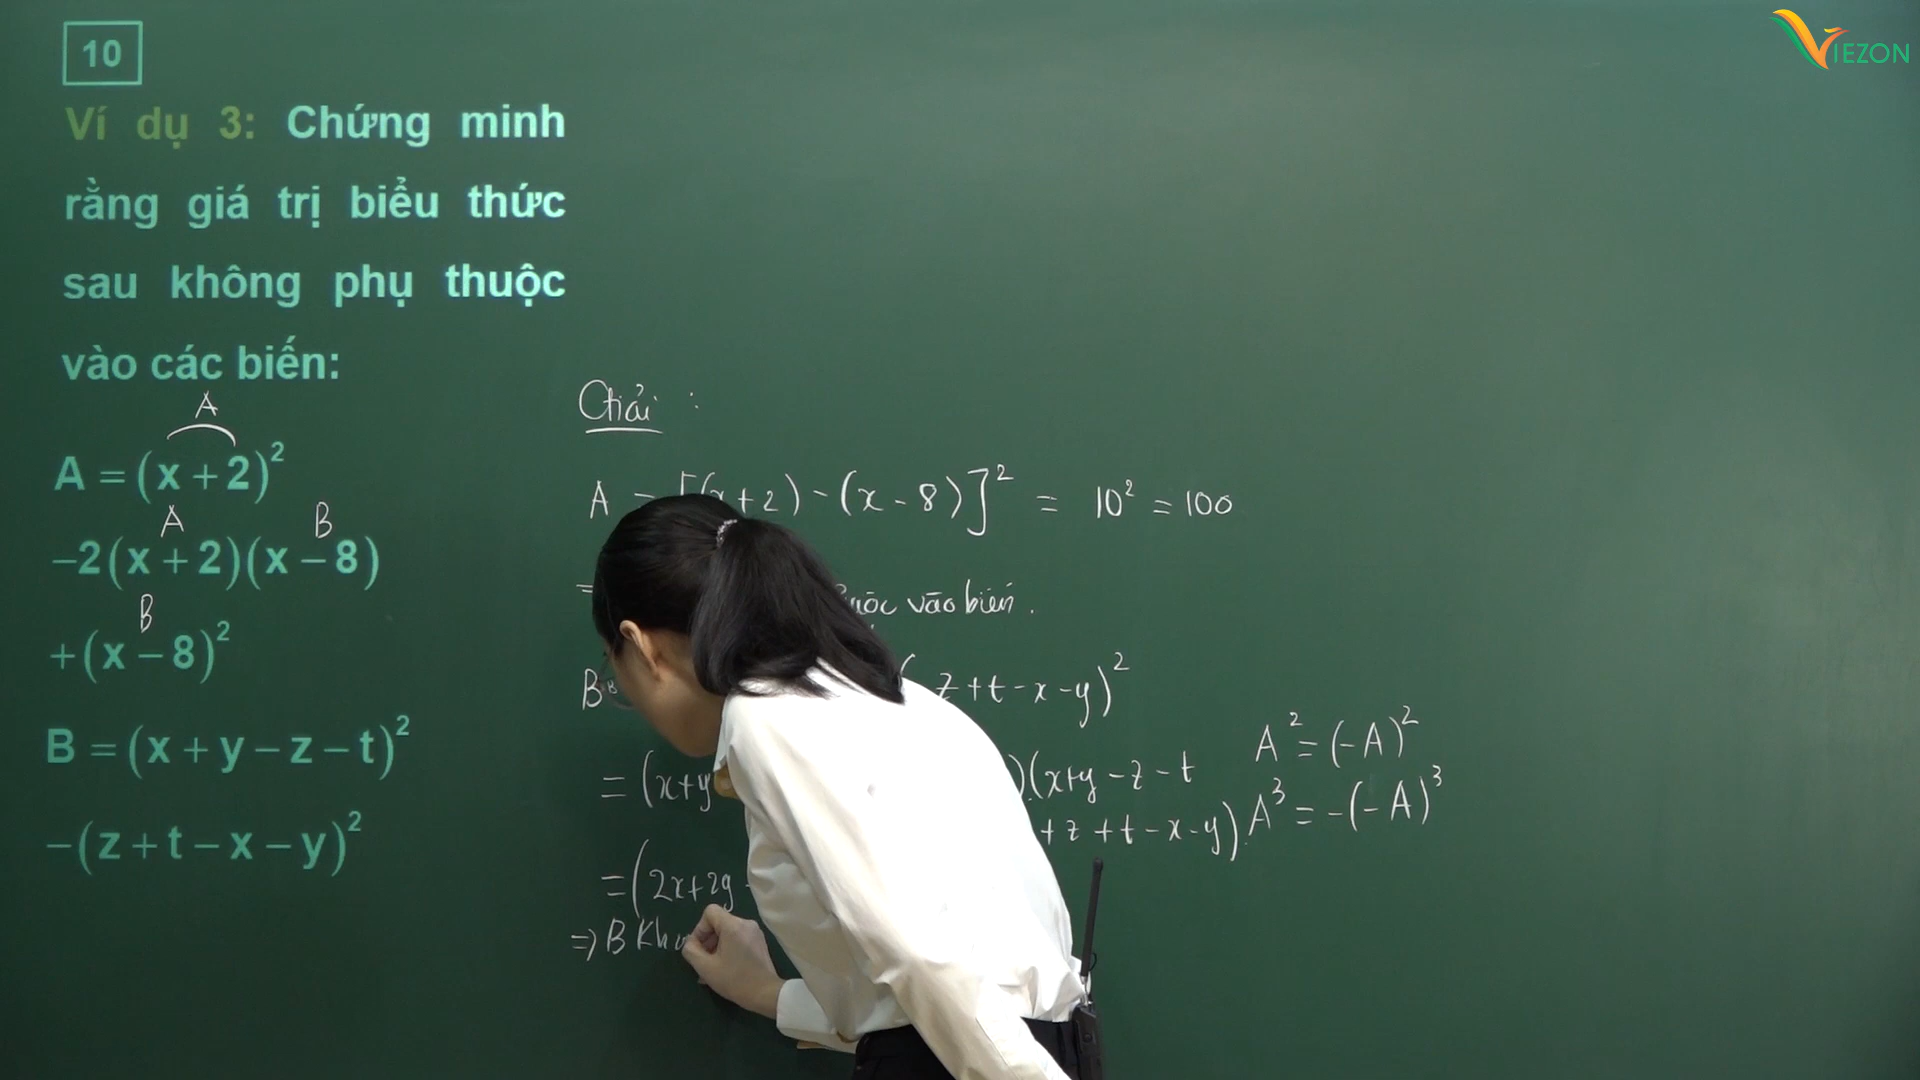 10
VIEZON
Ví dụ 3: Chứng minh
rằng giá trị biểu thức
sau không phụ thuộc
vào các biến:
A
A = (x + 2)²
A B
−2(x + 2)(x − 8)
B
+(x − 8)²
B = (x + y − z − t)²
−(z + t − x − y)²
Giải :
A = [(x + 2) - (x - 8)]² = 10² = 100
vào biến .
B z + t - x - y)²
= (x+y )(x+y - z - t
+ z + t - x - y)
= (2x+2y
=> B Kh
A² = (-A)²
A³ = -(-A)³